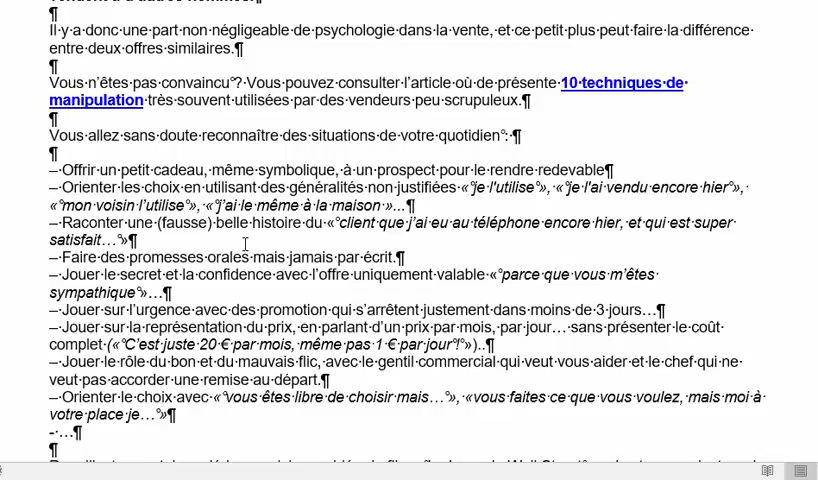 Il y a donc une part non négligeable de psychologie dans la vente, et ce petit plus peut faire la différence
entre deux offres similaires.¶
¶
Vous n’êtes pas convaincu°? Vous pouvez consulter l’article où de présente 10 techniques de
manipulation très souvent utilisées par des vendeurs peu scrupuleux.¶
¶
Vous allez sans doute reconnaître des situations de votre quotidien°: ¶
¶
– Offrir un petit cadeau, même symbolique, à un prospect pour le rendre redevable¶
– Orienter les choix en utilisant des généralités non justifiées «°je l'utilise°», «°je l'ai vendu encore hier°»,
«°mon voisin l’utilise°», «°j’ai le même à la maison »...¶
– Raconter une (fausse) belle histoire du «°client que j’ai eu au téléphone encore hier, et qui est super
satisfait…°»¶
– Faire des promesses orales mais jamais par écrit.¶
– Jouer le secret et la confidence avec l’offre uniquement valable «°parce que vous m’êtes
sympathique°»…¶
– Jouer sur l’urgence avec des promotion qui s’arrêtent justement dans moins de 3 jours…¶
– Jouer sur la représentation du prix, en parlant d’un prix par mois, par jour… sans présenter le coût
complet («°C’est juste 20 € par mois, même pas 1 € par jour°!°»)..¶
– Jouer le rôle du bon et du mauvais flic, avec le gentil commercial qui veut vous aider et le chef qui ne
veut pas accorder une remise au départ.¶
– Orienter le choix avec «°vous êtes libre de choisir mais…°», «vous faites ce que vous voulez, mais moi à
votre place je…°»¶
- …¶
¶